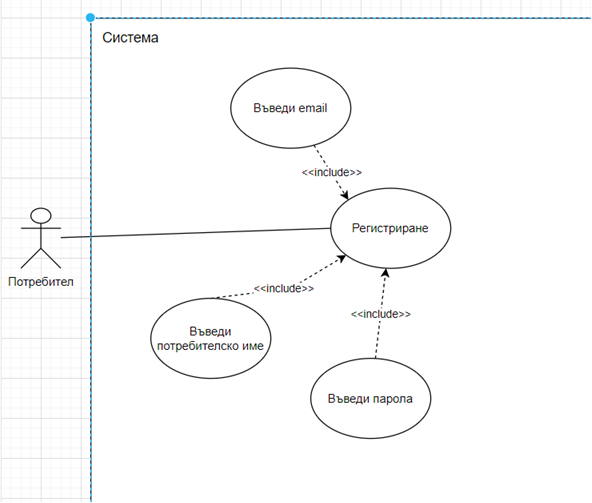 Система
Въведи email
<<include>>
Регистриране
Потребител
<<include>>
<<include>>
Въведи
потребителско име
Въведи парола